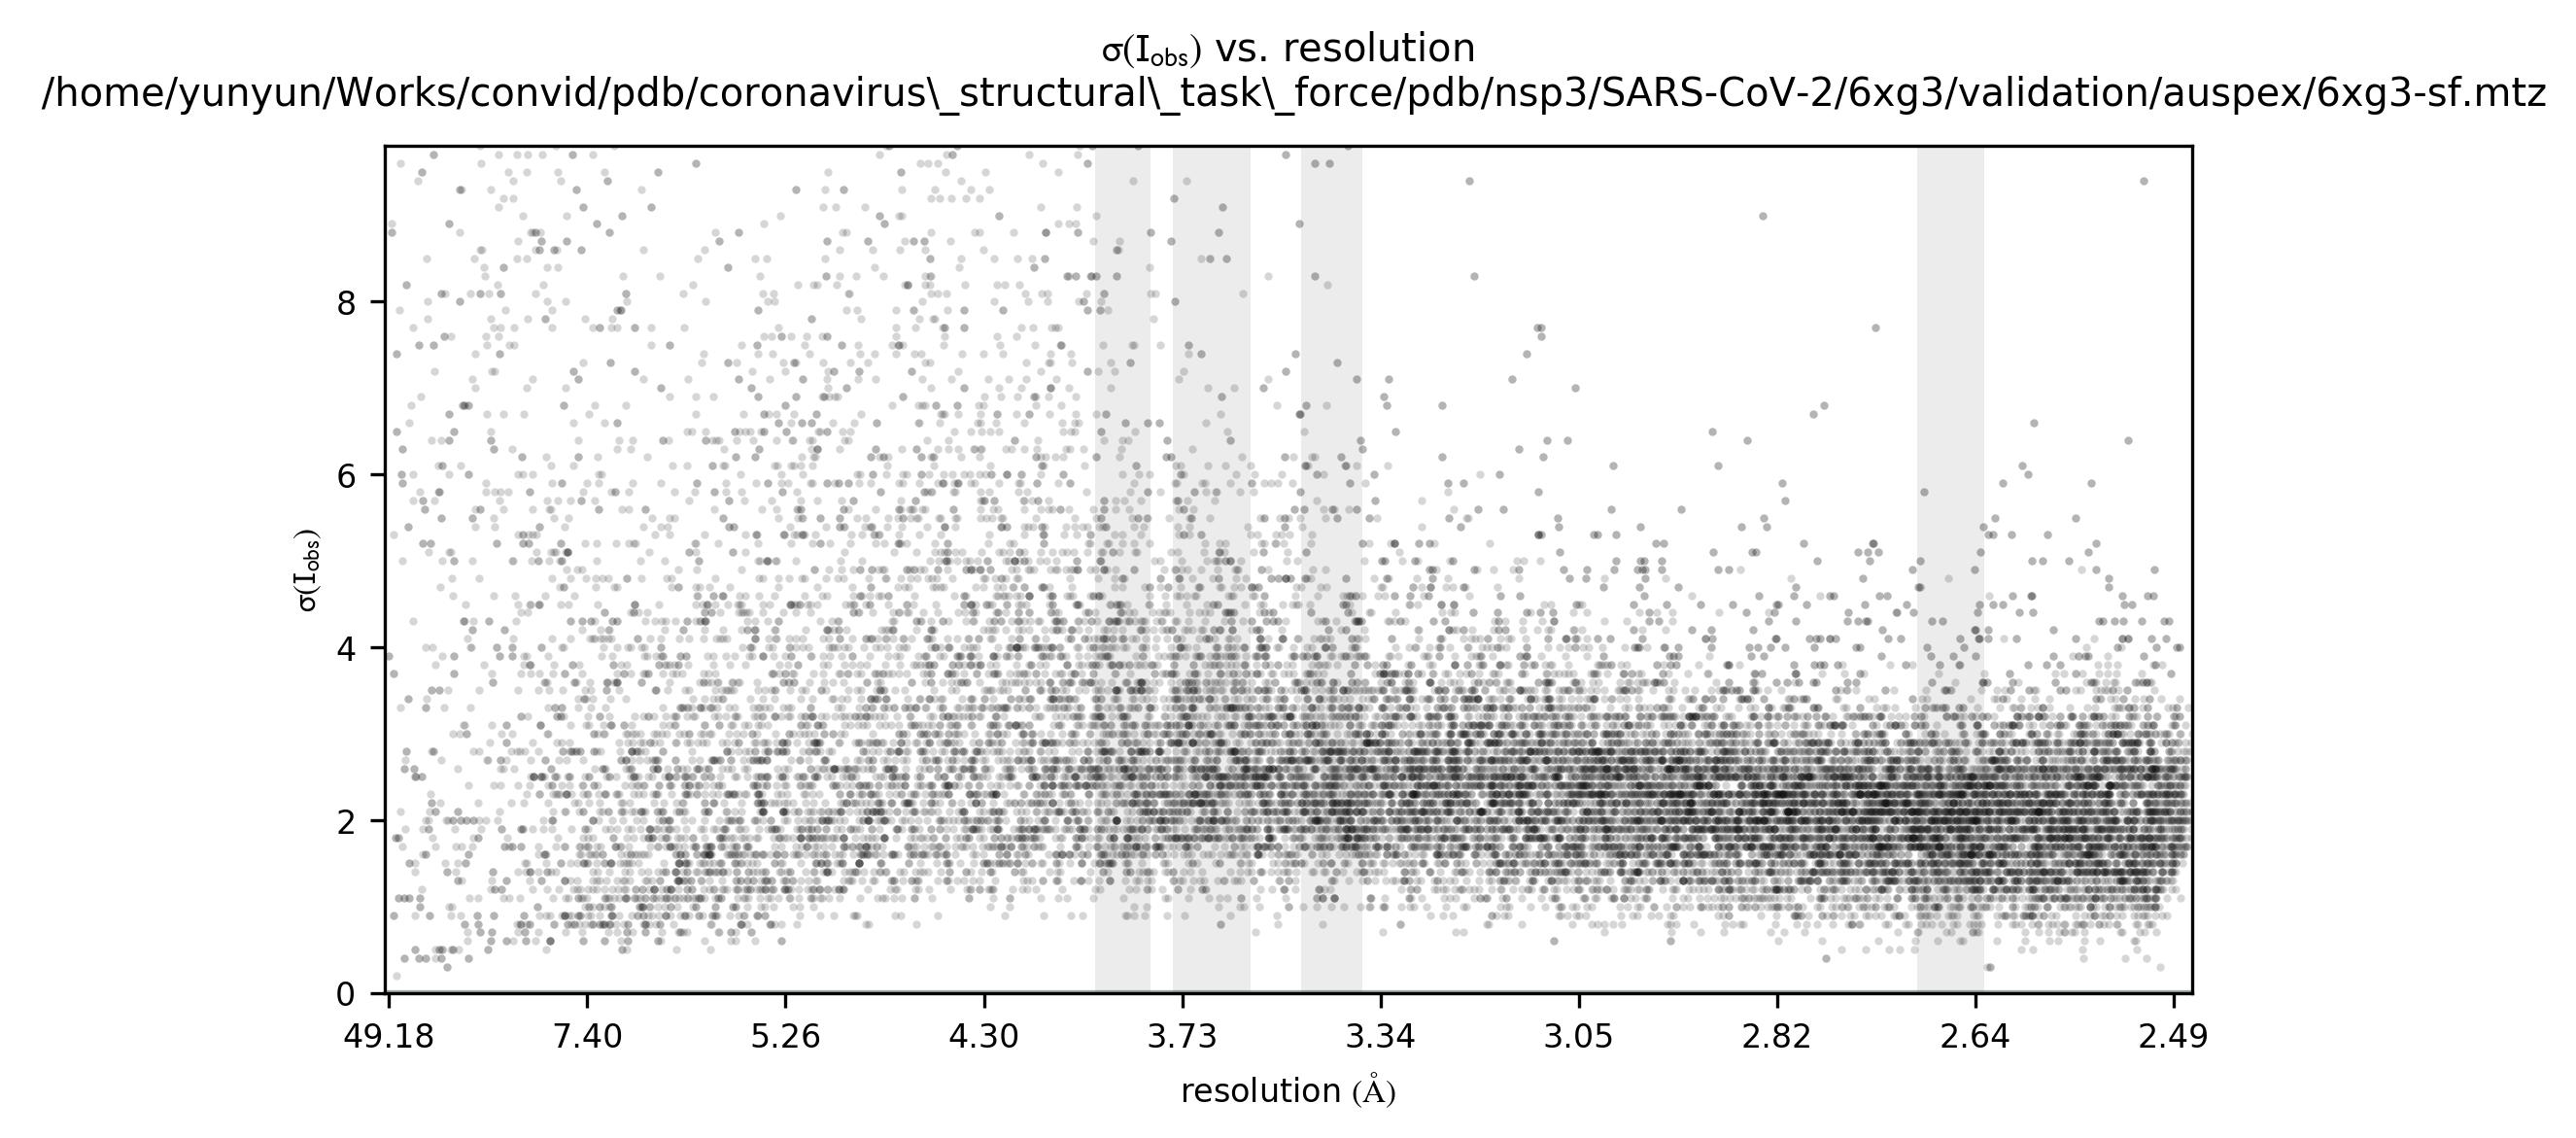 σ(I_obs) vs. resolution
/home/yunyun/Works/convid/pdb/coronavirus\_structural\_task\_force/pdb/nsp3/SARS-CoV-2/6xg3/validation/auspex/6xg3-sf.mtz
8
6
σ(I_obs)
4
2
0
49.18 7.40 5.26 4.30 3.73 3.34 3.05 2.82 2.64 2.49
resolution (Å)